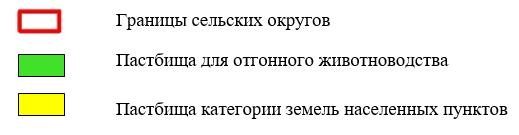 Границы сельских округов
Пастбища для отгонного животноводства
Пастбища категории земель населенных пунктов